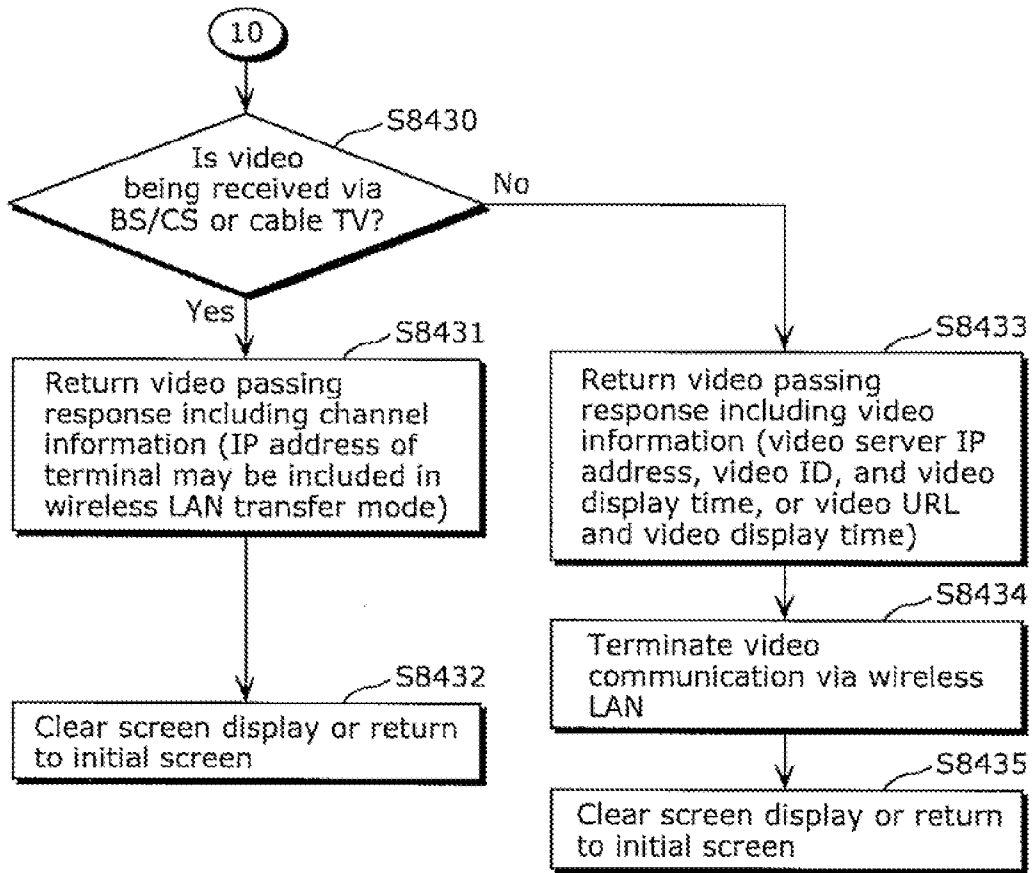 10
S8430
Is video
being received via
BS/CS or cable TV?
No
Yes
S8431
Return video passing
response including channel
information (IP address of
terminal may be included in
wireless LAN transfer mode)
S8432
Clear screen display or return
to initial screen
S8433
Return video passing
response including video
information (video server IP
address, video ID, and video
display time, or video URL
and video display time)
S8434
Terminate video
communication via wireless
LAN
S8435
Clear screen display or return
to initial screen